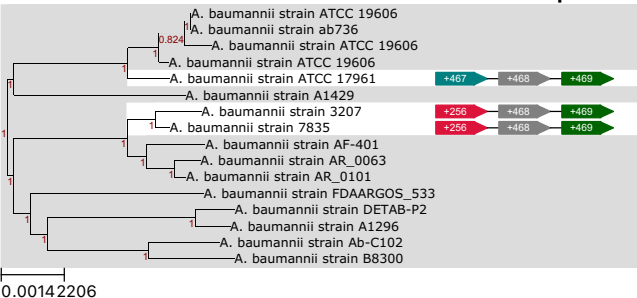 A. baumannii strain ATCC 19606
1
A. baumannii strain ab736
0.824
A. baumannii strain ATCC 19606
1
A. baumannii strain ATCC 19606
1
A. baumannii strain ATCC 17961 +467 +468 +469
A. baumannii strain A1429
1
A. baumannii strain 3207 +256 +468 +469
1
A. baumannii strain 7835 +256 +468 +469
1
1
A. baumannii strain AF-401
1
A. baumannii strain AR_0063
1
A. baumannii strain AR_0101
1
A. baumannii strain FDAARGOS_533
A. baumannii strain DETAB-P2
1
1
A. baumannii strain A1296
1
A. baumannii strain Ab-C102
1
A. baumannii strain B8300
0.00142206